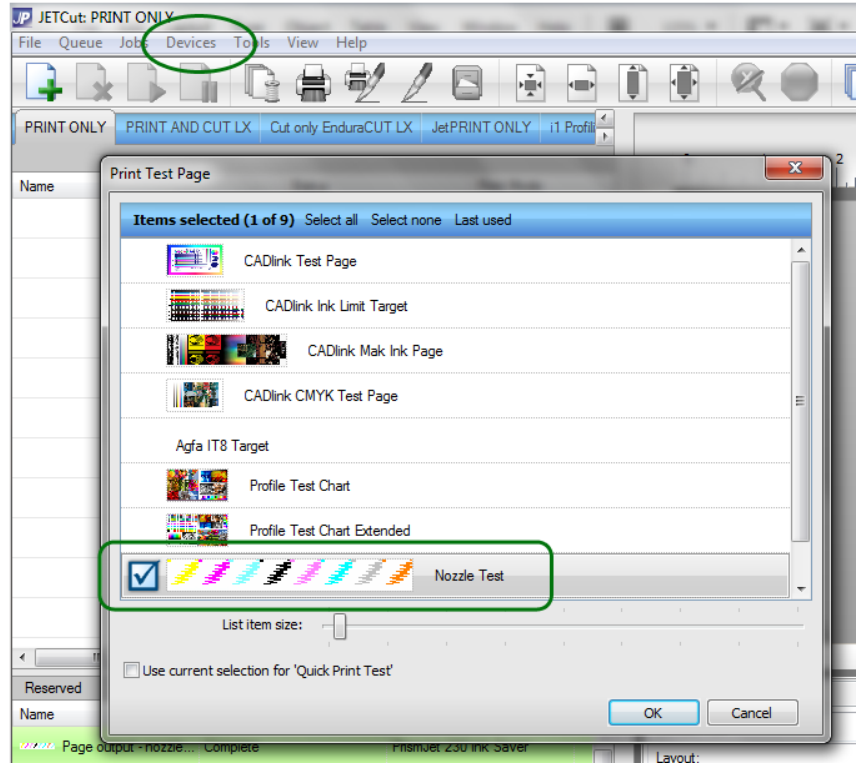 JP JETCut: PRINT ONLY
File Queue Jobs Devices Tools View Help
PRINT ONLY PRINT AND CUT LX Cut only EnduraCUT LX JetPRINT ONLY i1 Profili
2
Print Test Page
Name
Items selected (1 of 9) Select all Select none Last used
CADlink Test Page
CADlink Ink Limit Target
CADlink Mak Ink Page
CADlink CMYK Test Page
Agfa IT8 Target
Profile Test Chart
Profile Test Chart Extended
Nozzle Test
List item size:
Use current selection for 'Quick Print Test'
Reserved
OK Cancel
Name
Page output - nozzle... Complete PrismJet 230 Ink Saver
Layout: